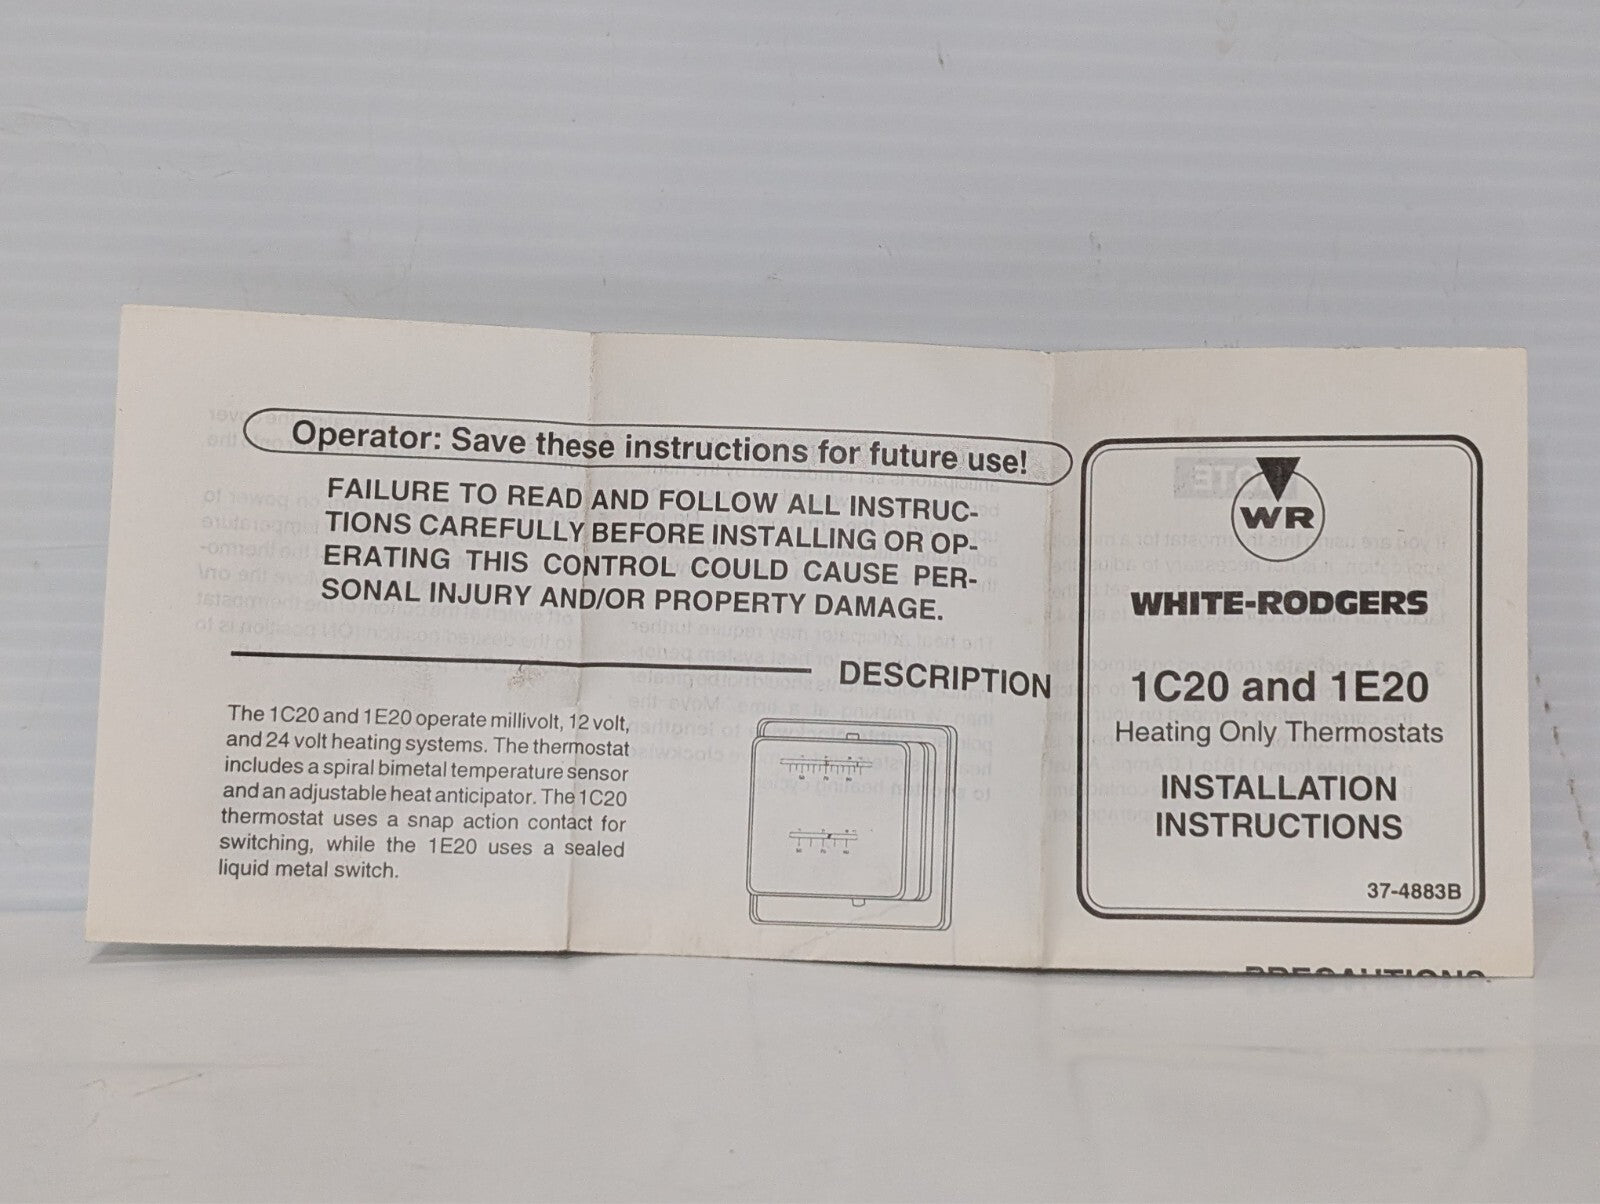 Operator: Save these instructions for future use!
FAILURE TO READ AND FOLLOW ALL INSTRUC-
TIONS CAREFULLY BEFORE INSTALLING OR OP-
ERATING THIS CONTROL COULD CAUSE PER-
SONAL INJURY AND/OR PROPERTY DAMAGE.
DESCRIPTION
The 1C20 and 1E20 operate millivolt, 12 volt,
and 24 volt heating systems. The thermostat
includes a spiral bimetal temperature sensor
and an adjustable heat anticipator. The 1C20
thermostat uses a snap action contact for
switching, while the 1E20 uses a sealed
liquid metal switch.
WR
WHITE-RODGERS
1C20 and 1E20
Heating Only Thermostats
INSTALLATION
INSTRUCTIONS
37-4883B
PRECAUTIONS